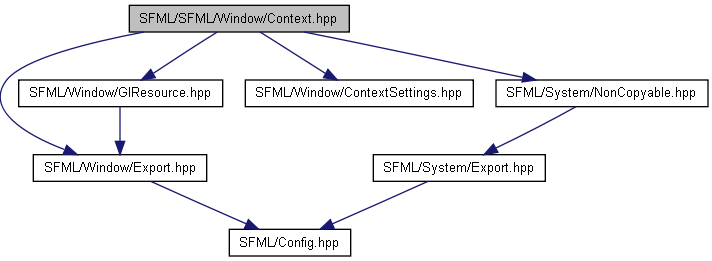 SFML/SFML/Window/Context.hpp
SFML/Window/GlResource.hpp
SFML/Window/ContextSettings.hpp
SFML/System/NonCopyable.hpp
SFML/Window/Export.hpp
SFML/System/Export.hpp
SFML/Config.hpp